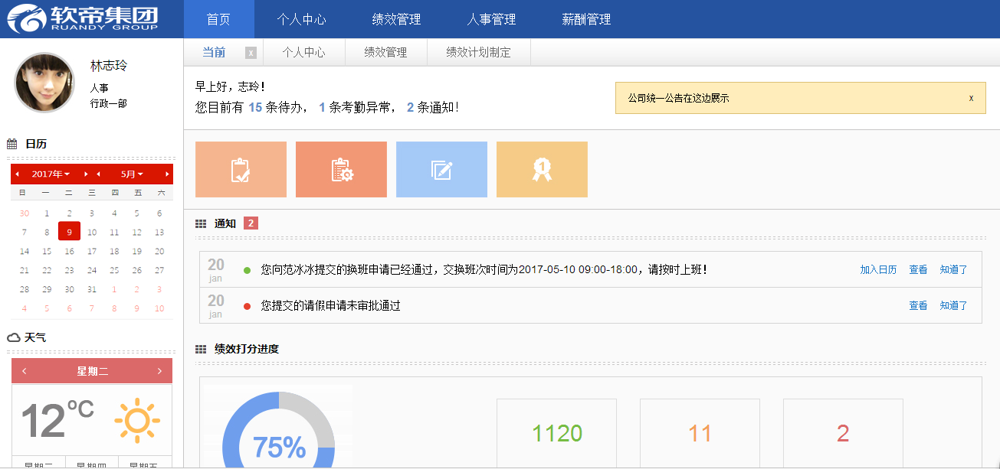 软帝集团
RUANDY GROUP
首页 个人中心 绩效管理 人事管理 薪酬管理
当前 x 个人中心 绩效管理 绩效计划制定
林志玲
人事
行政一部
早上好，志玲！
您目前有 15 条待办， 1 条考勤异常， 2 条通知！
公司统一公告在这边展示 x
日历
2017年 5月
日 一 二 三 四 五 六
30 1 2 3 4 5 6
7 8 9 10 11 12 13
14 15 16 17 18 19 20
21 22 23 24 25 26 27
28 29 30 31 1 2 3
4 5 6 7 8 9 10
天气
星期二
12℃
星期三 星期四 星期五
1
通知 2
20
jan
您向范冰冰提交的换班申请已经通过，交换班次时间为2017-05-10 09:00-18:00，请按时上班！
加入日历 查看 知道了
20
jan
您提交的请假申请未审批通过
查看 知道了
绩效打分进度
75%
1120
11
2